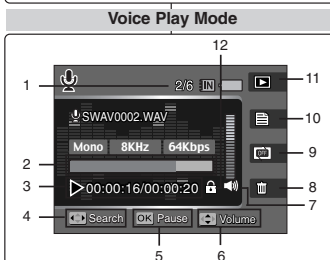 Voice Play Mode
12
1
2/6 IN
11
SWAV0002.WAV
10
Mono 8KHz 64Kbps
OFF
9
2
3
00:00:16/00:00:20
8
7
4
Search OK Pause Volume
5
6